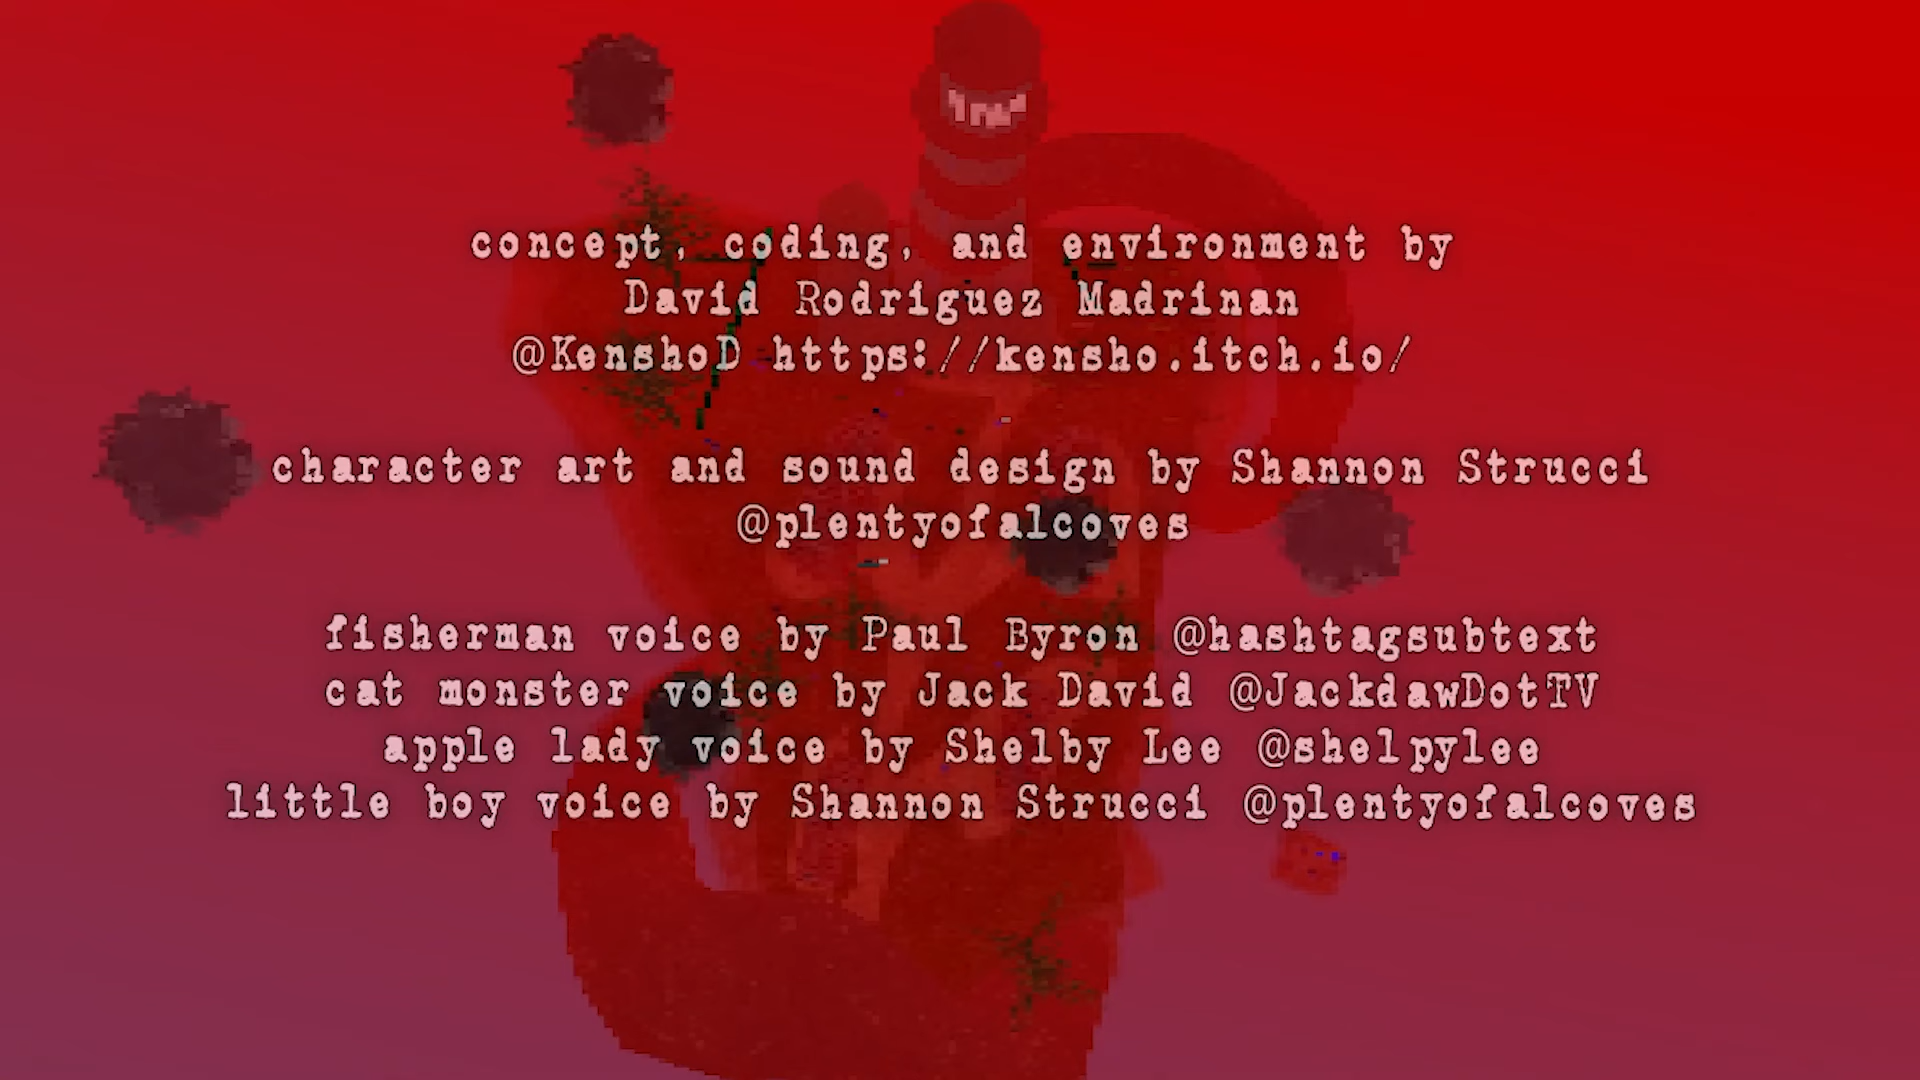 concept, coding, and environment by
David Rodriguez Madrinan
@KenshoD https://kensho.itch.io/
character art and sound design by Shannon Strucci
@plentyofalcoves
fisherman voice by Paul Byron @hashtagsubtext
cat monster voice by Jack David @JackdawDotTV
apple lady voice by Shelby Lee @shelpylee
little boy voice by Shannon Strucci @plentyofalcoves